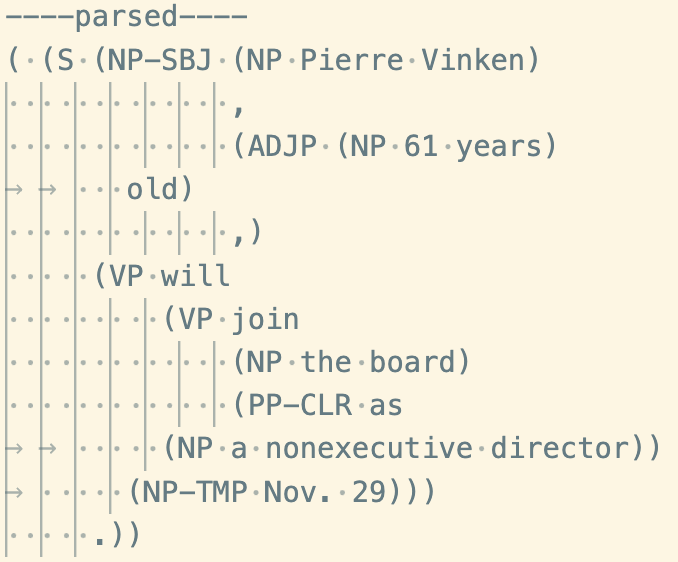 ----parsed----
( (S (NP-SBJ (NP Pierre Vinken)
,
(ADJP (NP 61 years)
old)
,)
(VP will
(VP join
(NP the board)
(PP-CLR as
(NP a nonexecutive director))
(NP-TMP Nov. 29)))
.))